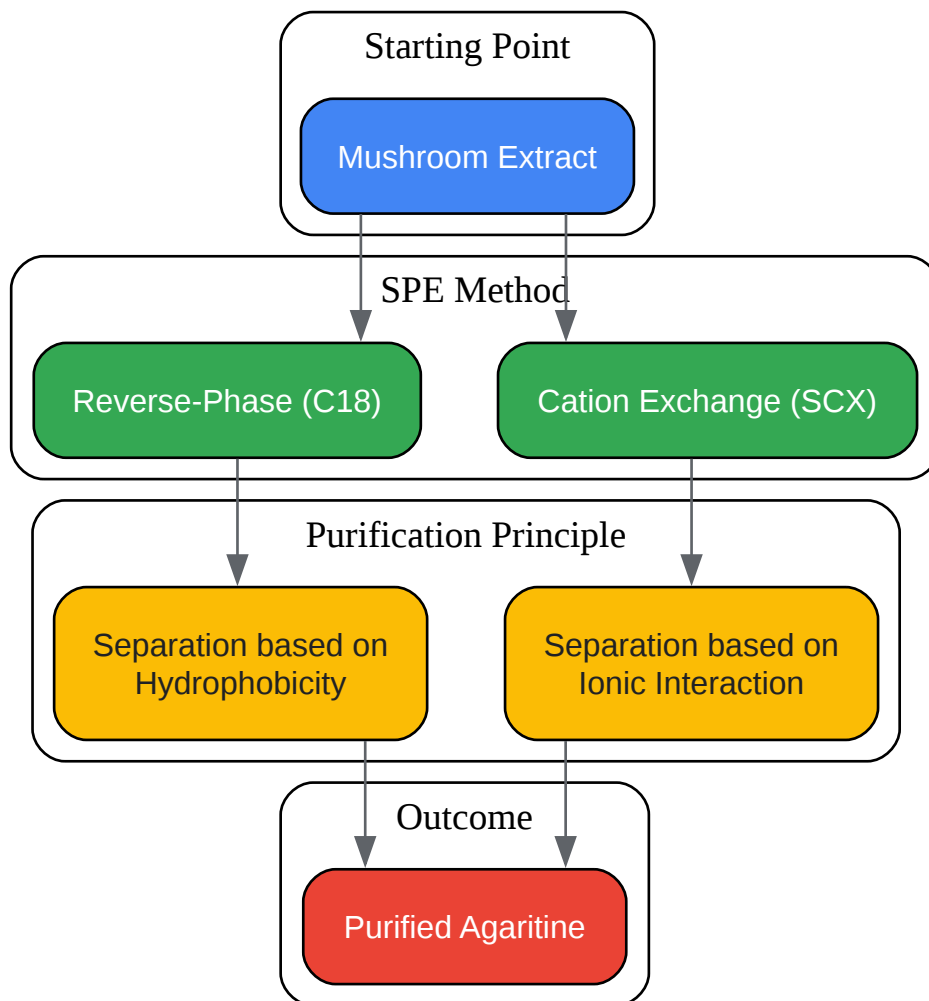 Starting Point
Mushroom Extract
SPE Method
Reverse-Phase (C18)
Cation Exchange (SCX)
Purification Principle
Separation based on
Hydrophobicity
Separation based on
Ionic Interaction
Outcome
Purified Agaritine